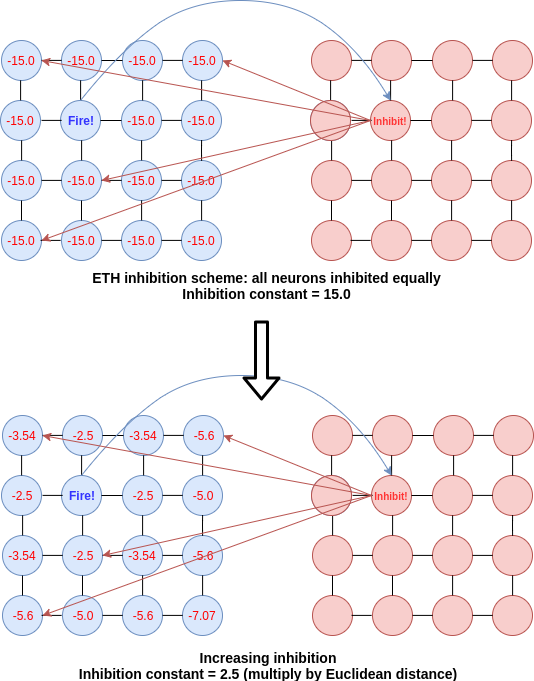 -15.0 -15.0 -15.0 -15.0
-15.0 Fire! -15.0 -15.0 Inhibit!
-15.0 -15.0 -15.0 -15.0
-15.0 -15.0 -15.0 -15.0
ETH inhibition scheme: all neurons inhibited equally
Inhibition constant = 15.0
-3.54 -2.5 -3.54 -5.6
-2.5 Fire! -2.5 -5.0 Inhibit!
-3.54 -2.5 -3.54 -5.6
-5.6 -5.0 -5.6 -7.07
Increasing inhibition
Inhibition constant = 2.5 (multiply by Euclidean distance)